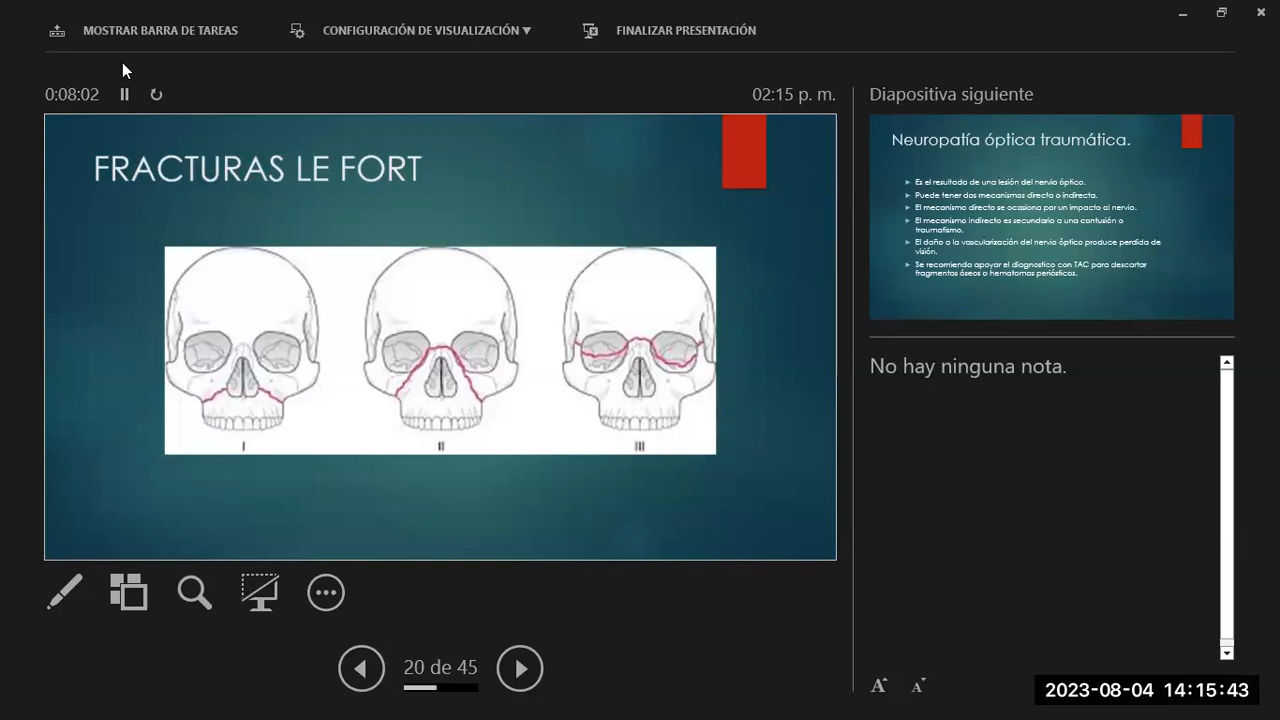 MOSTRAR BARRA DE TAREAS
CONFIGURACIÓN DE VISUALIZACIÓN ▼
FINALIZAR PRESENTACIÓN
0:08:02
02:15 p. m.
FRACTURAS LE FORT
I
II
III
20 de 45
Diapositiva siguiente
Neuropatía óptica traumática.
Es el resultado de una lesión del nervio óptico.
Puede tener dos mecanismos directo o indirecta.
El mecanismo directo se ocasiona por un impacto al nervio.
El mecanismo indirecto es secundario a una contusión o
traumatismo.
El daño a la vascularización del nervio óptico produce perdida de
visión.
Se recomienda apoyar el diagnostico con TAC para descartar
fragmentos óseos o hematomas periósticos.
No hay ninguna nota.
A A
2023-08-04 14:15:43